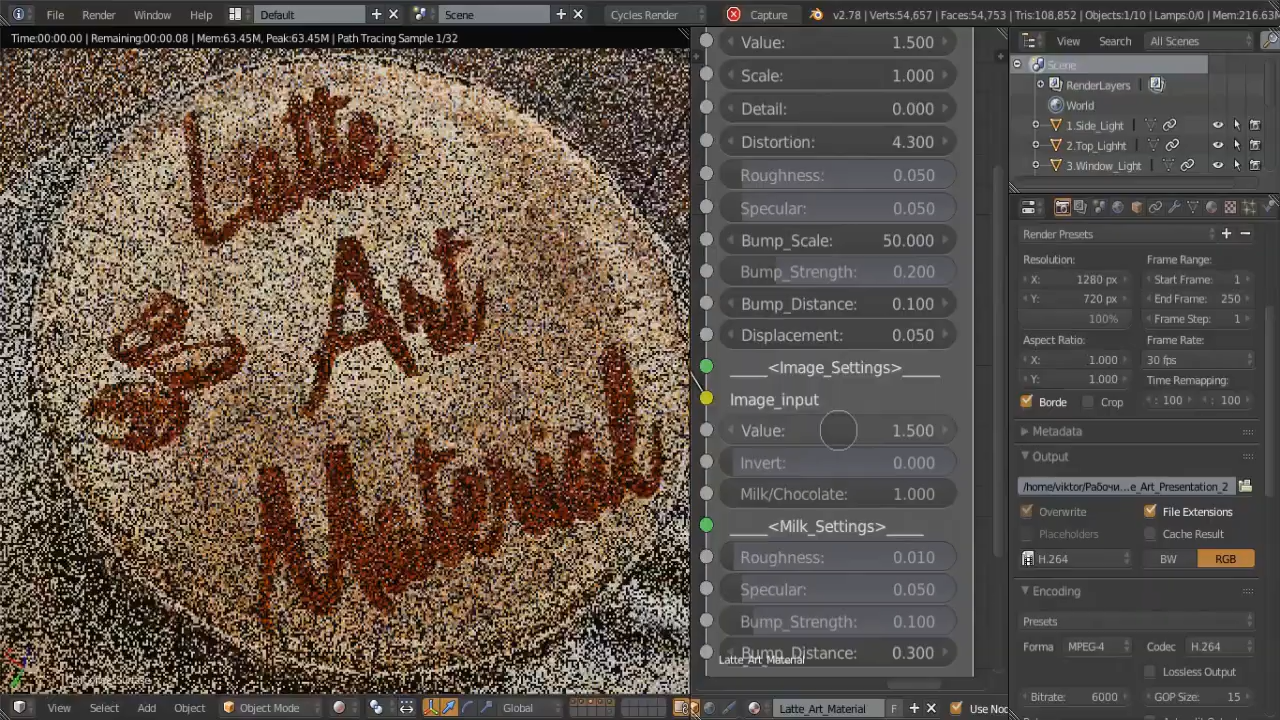 File Render Window Help Default Scene Cycles Render Capture v2.78 | Verts:54,657 | Faces:54,753 | Tris:108,852 | Objects:1/10 | Lamps:0/0 |
Time:00:00.00 | Remaining:00:00.08 | Mem:63.45M, Peak:63.45M | Path Tracing Sample 1/32
Latte
Art
Material
Value: 1.500
Scale: 1.000
Detail: 0.000
Distortion: 4.300
Roughness: 0.050
Specular: 0.050
Bump_Scale: 50.000
Bump_Strength: 0.200
Bump_Distance: 0.100
Displacement: 0.050
____<Image_Settings>____
Image_input
Value: 1.500
Invert: 0.000
Milk/Chocolate: 1.000
____<Milk_Settings>____
Roughness: 0.010
Specular: 0.050
Bump_Strength: 0.100
Bump_Distance: 0.300
Latte_Art_Material
View Search All Scenes
Scene
RenderLayers
World
1.Side_Light
2.Top_Lighht
3.Window_Light
Render Presets
Resolution: Frame Range:
X: 1280 px Start Frame: 1
Y: 720 px End Frame: 250
100% Frame Step: 1
Aspect Ratio: Frame Rate:
X: 1.000 30 fps
Y: 1.000 Time Remapping:
Borde Crop : 100 : 100
Metadata
Output
/home/viktor/Рабочи...e_Art_Presentation_2
Overwrite File Extensions
Placeholders Cache Result
H.264 BW RGB
Encoding
Presets
Forma MPEG-4 Codec H.264
Lossless Output
Bitrate: 6000 GOP Size: 15
View Select Add Object Object Mode Global Latte_Art_Material F Use Noc